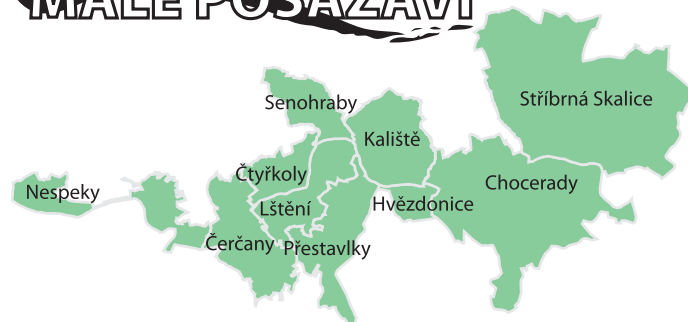 MALÉ POSÁZAVÍ
Stříbrná Skalice
Senohraby
Kaliště
Čtyřkoly
Chocerady
Nespeky
Lštění
Hvězdonice
Čerčany
Přestavlky